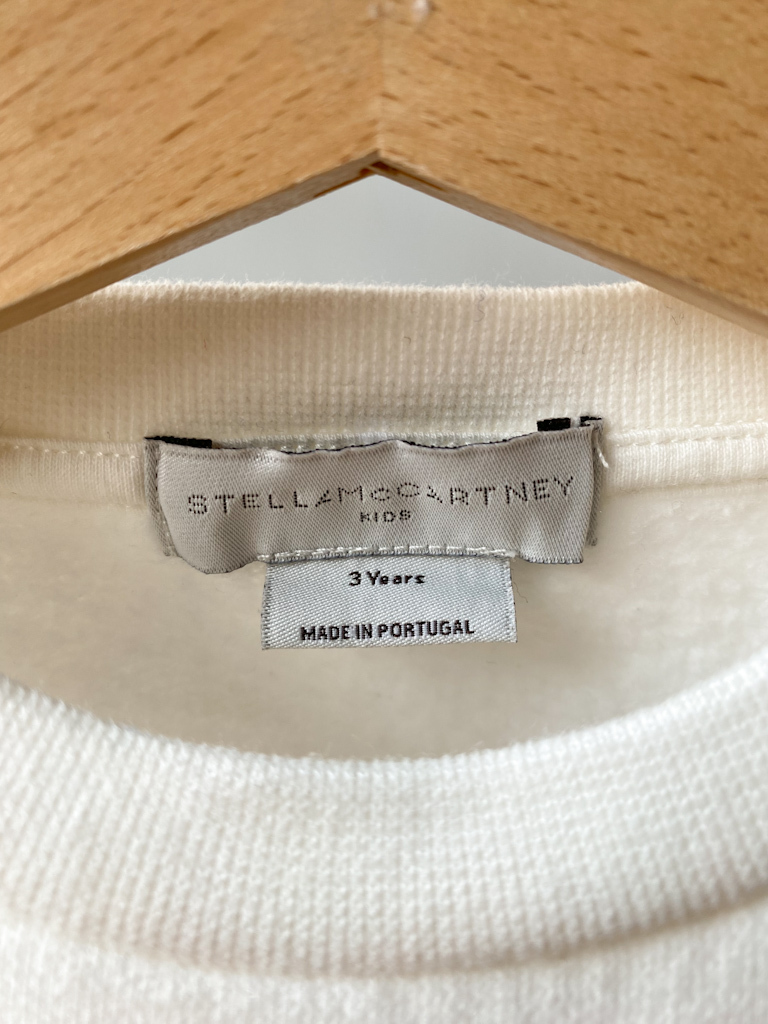 STELLA McCARTNEY
KIDS
3 Years
MADE IN PORTUGAL